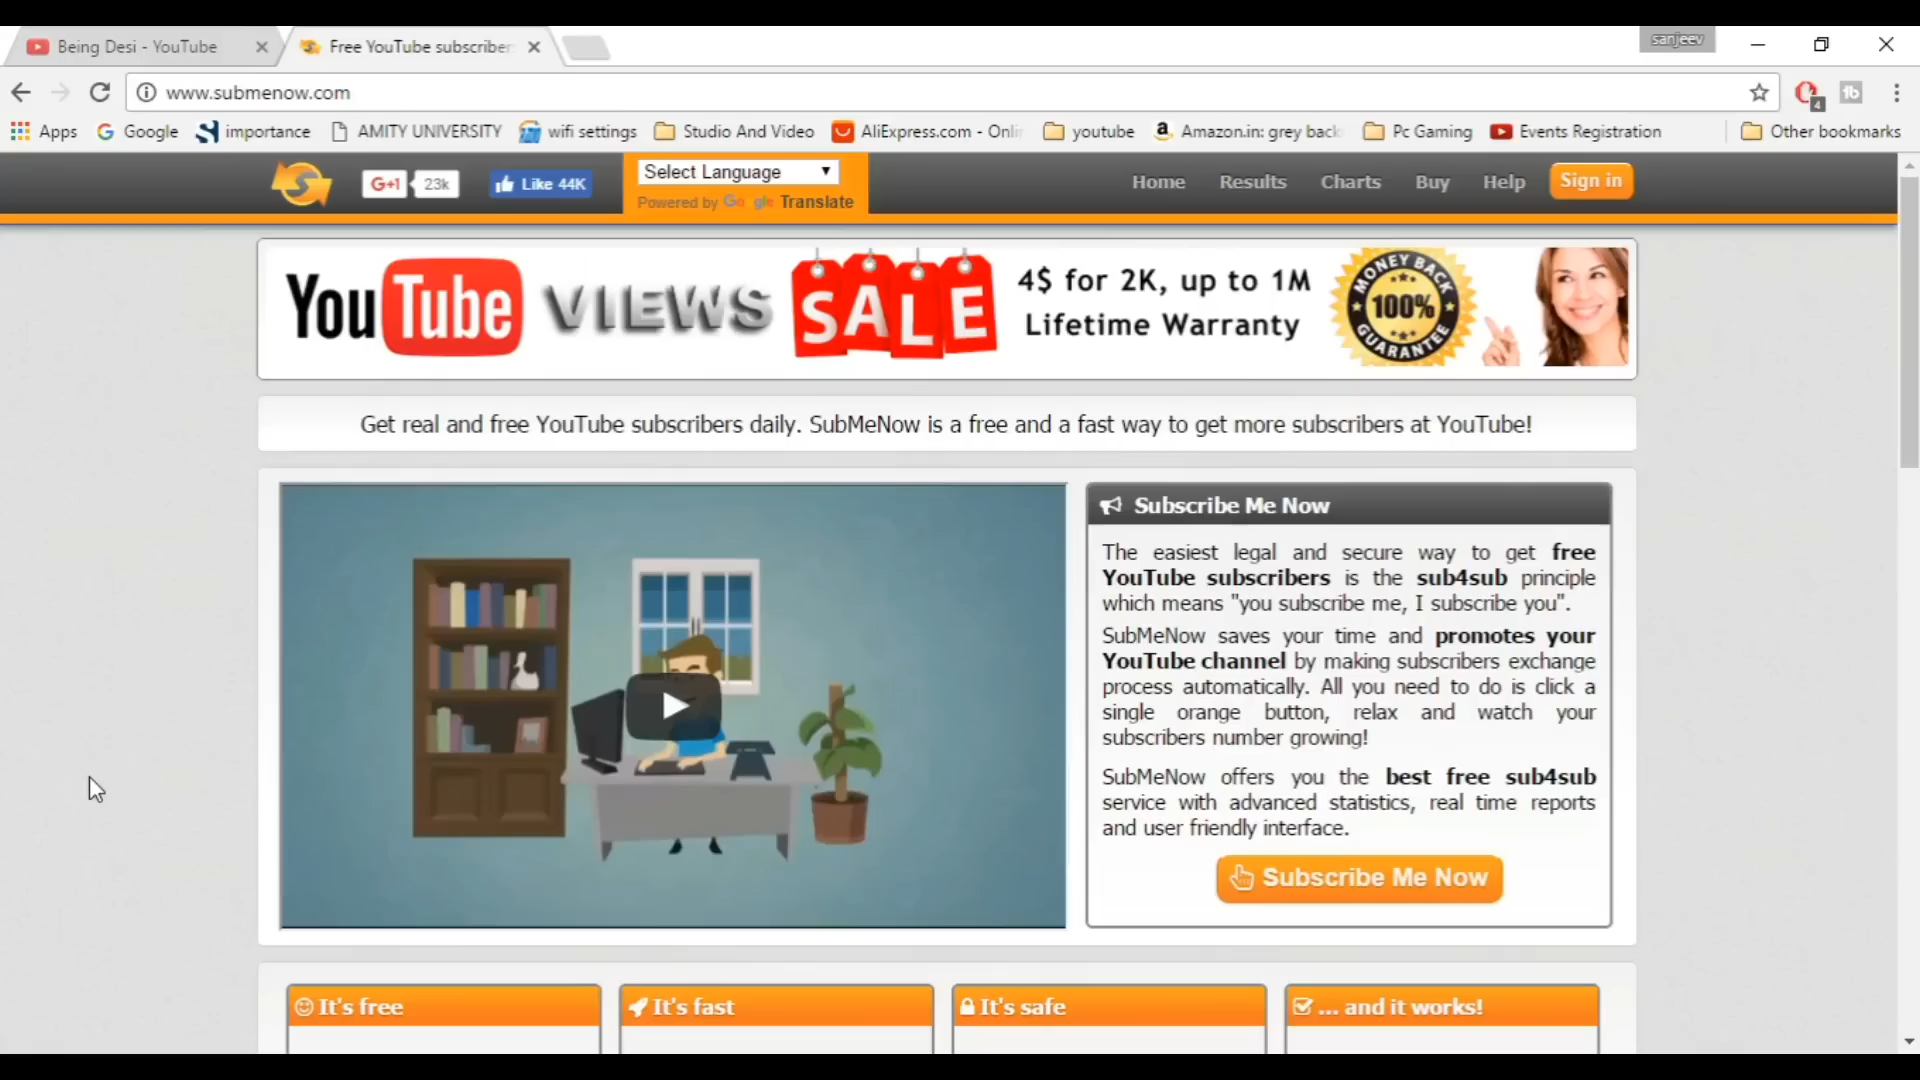 Being Desi - YouTube
Free YouTube subscriber
sanjeev
www.submenow.com
4
Apps Google importance AMITY UNIVERSITY wifi settings Studio And Video AliExpress.com - Onli youtube Amazon.in: grey back Pc Gaming Events Registration Other bookmarks
G+1 23k Like 44K Select Language
Powered by Google Translate
Home Results Charts Buy Help Sign in
YouTube VIEWS SALE
4$ for 2K, up to 1M
Lifetime Warranty
MONEY BACK
100%
GUARANTEE
Get real and free YouTube subscribers daily. SubMeNow is a free and a fast way to get more subscribers at YouTube!
Subscribe Me Now
The easiest legal and secure way to get free
YouTube subscribers is the sub4sub principle
which means "you subscribe me, I subscribe you".
SubMeNow saves your time and promotes your
YouTube channel by making subscribers exchange
process automatically. All you need to do is click a
single orange button, relax and watch your
subscribers number growing!
SubMeNow offers you the best free sub4sub
service with advanced statistics, real time reports
and user friendly interface.
Subscribe Me Now
It's free
It's fast
It's safe
... and it works!